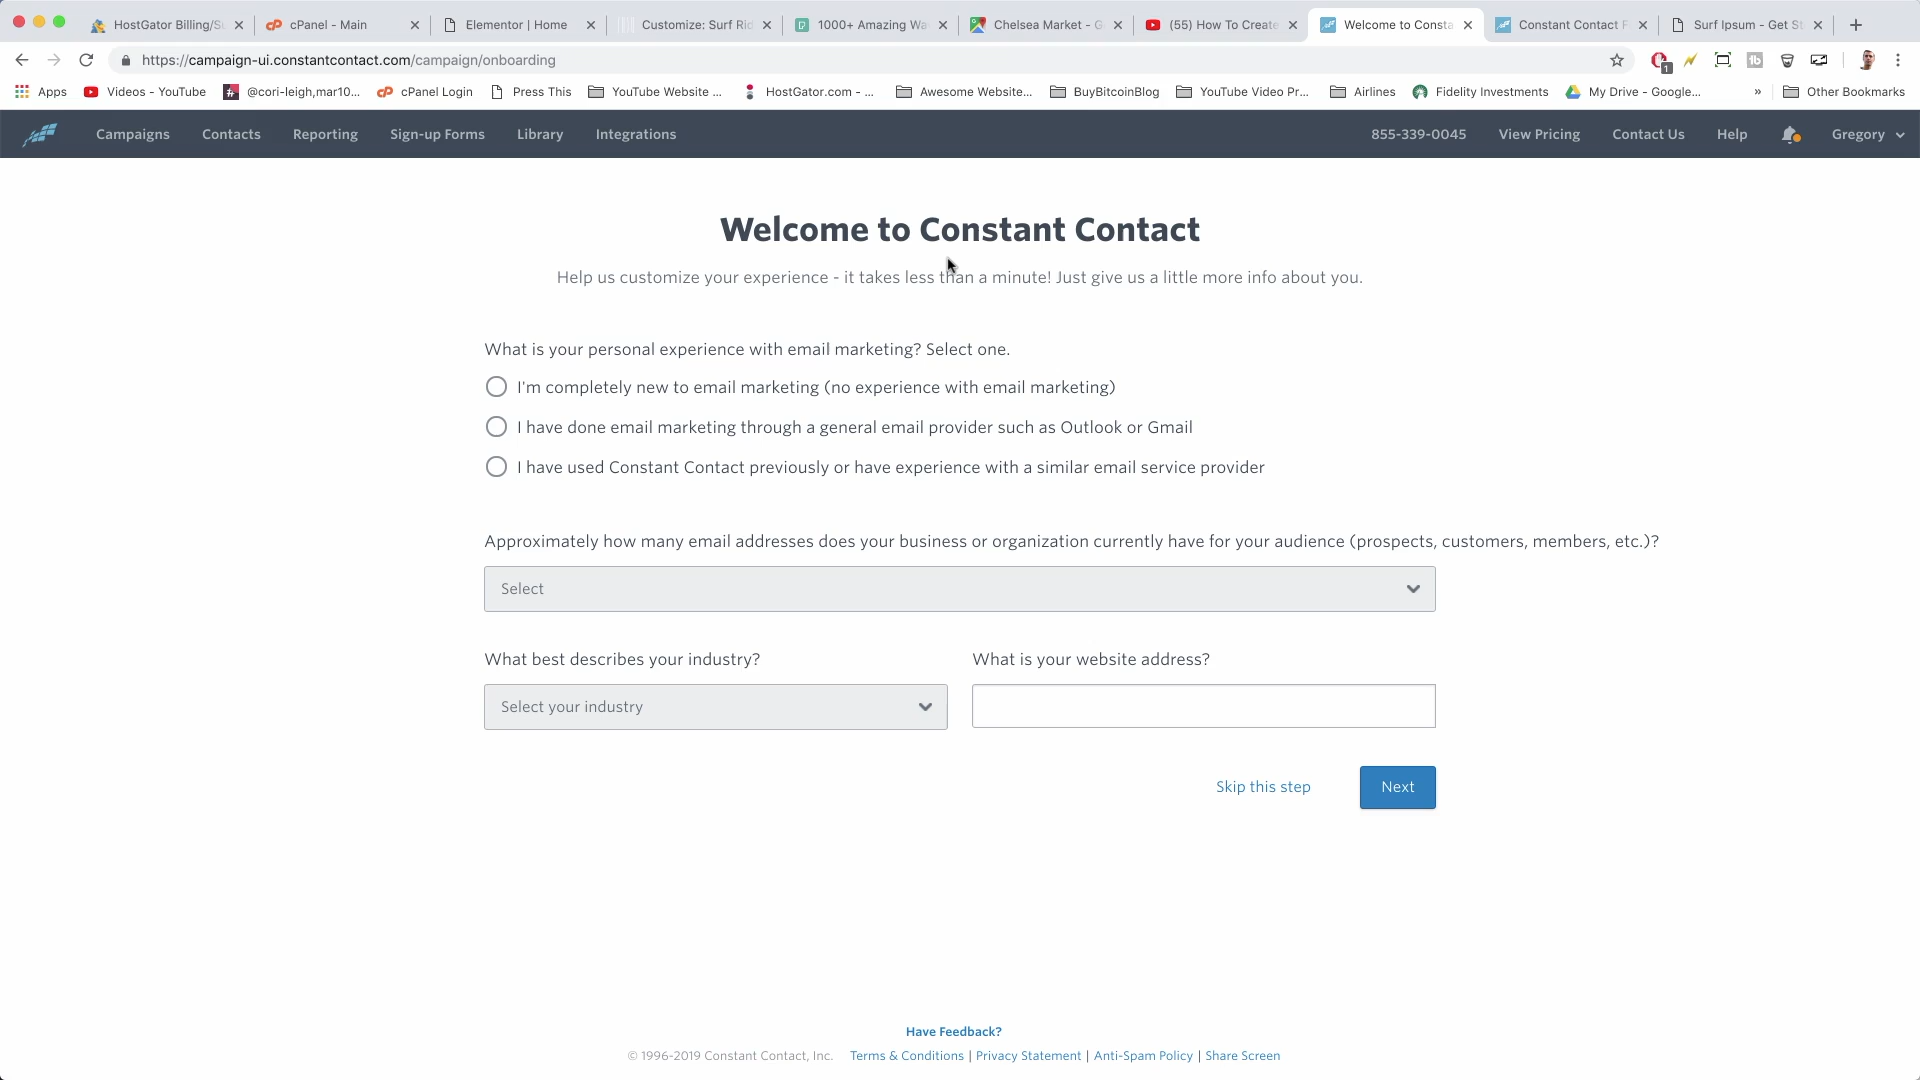 HostGator Billing/Su
cPanel - Main
Elementor | Home
Customize: Surf Rid
1000+ Amazing Wa
Chelsea Market - G
(55) How To Create
Welcome to Consta
Constant Contact F
Surf Ipsum - Get St
https://campaign-ui.constantcontact.com/campaign/onboarding
1
Apps
Videos - YouTube
@cori-leigh,mar10...
cPanel Login
Press This
YouTube Website ...
HostGator.com - ...
Awesome Website...
BuyBitcoinBlog
YouTube Video Pr...
Airlines
Fidelity Investments
My Drive - Google...
»
Other Bookmarks
Campaigns
Contacts
Reporting
Sign-up Forms
Library
Integrations
855-339-0045
View Pricing
Contact Us
Help
Gregory
Welcome to Constant Contact
Help us customize your experience - it takes less than a minute! Just give us a little more info about you.
What is your personal experience with email marketing? Select one.
I'm completely new to email marketing (no experience with email marketing)
I have done email marketing through a general email provider such as Outlook or Gmail
I have used Constant Contact previously or have experience with a similar email service provider
Approximately how many email addresses does your business or organization currently have for your audience (prospects, customers, members, etc.)?
Select
What best describes your industry?
What is your website address?
Select your industry
Skip this step
Next
Have Feedback?
© 1996-2019 Constant Contact, Inc. Terms & Conditions | Privacy Statement | Anti-Spam Policy | Share Screen